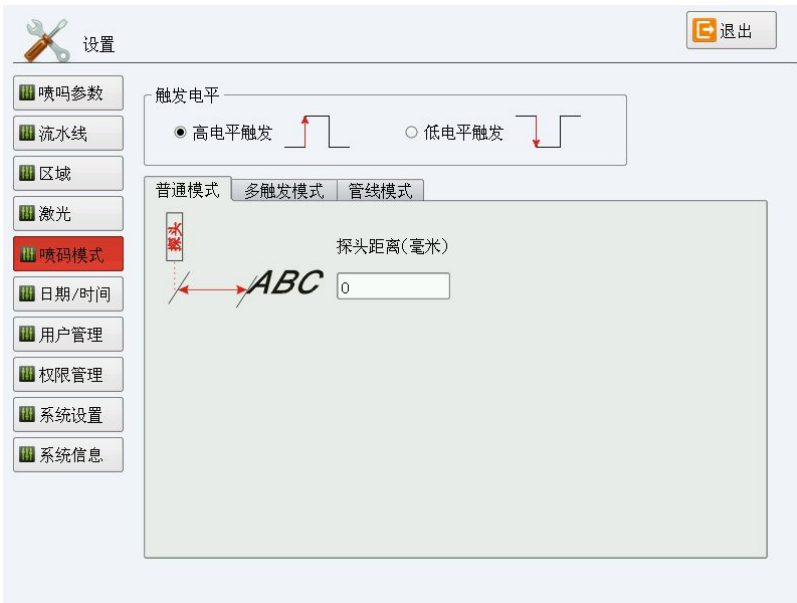 设置
退出
喷吗参数
流水线
区域
激光
喷码模式
日期/时间
用户管理
权限管理
系统设置
系统信息
触发电平
高电平触发
低电平触发
普通模式
多触发模式
管线模式
探头
探头距离(毫米)
ABC
0